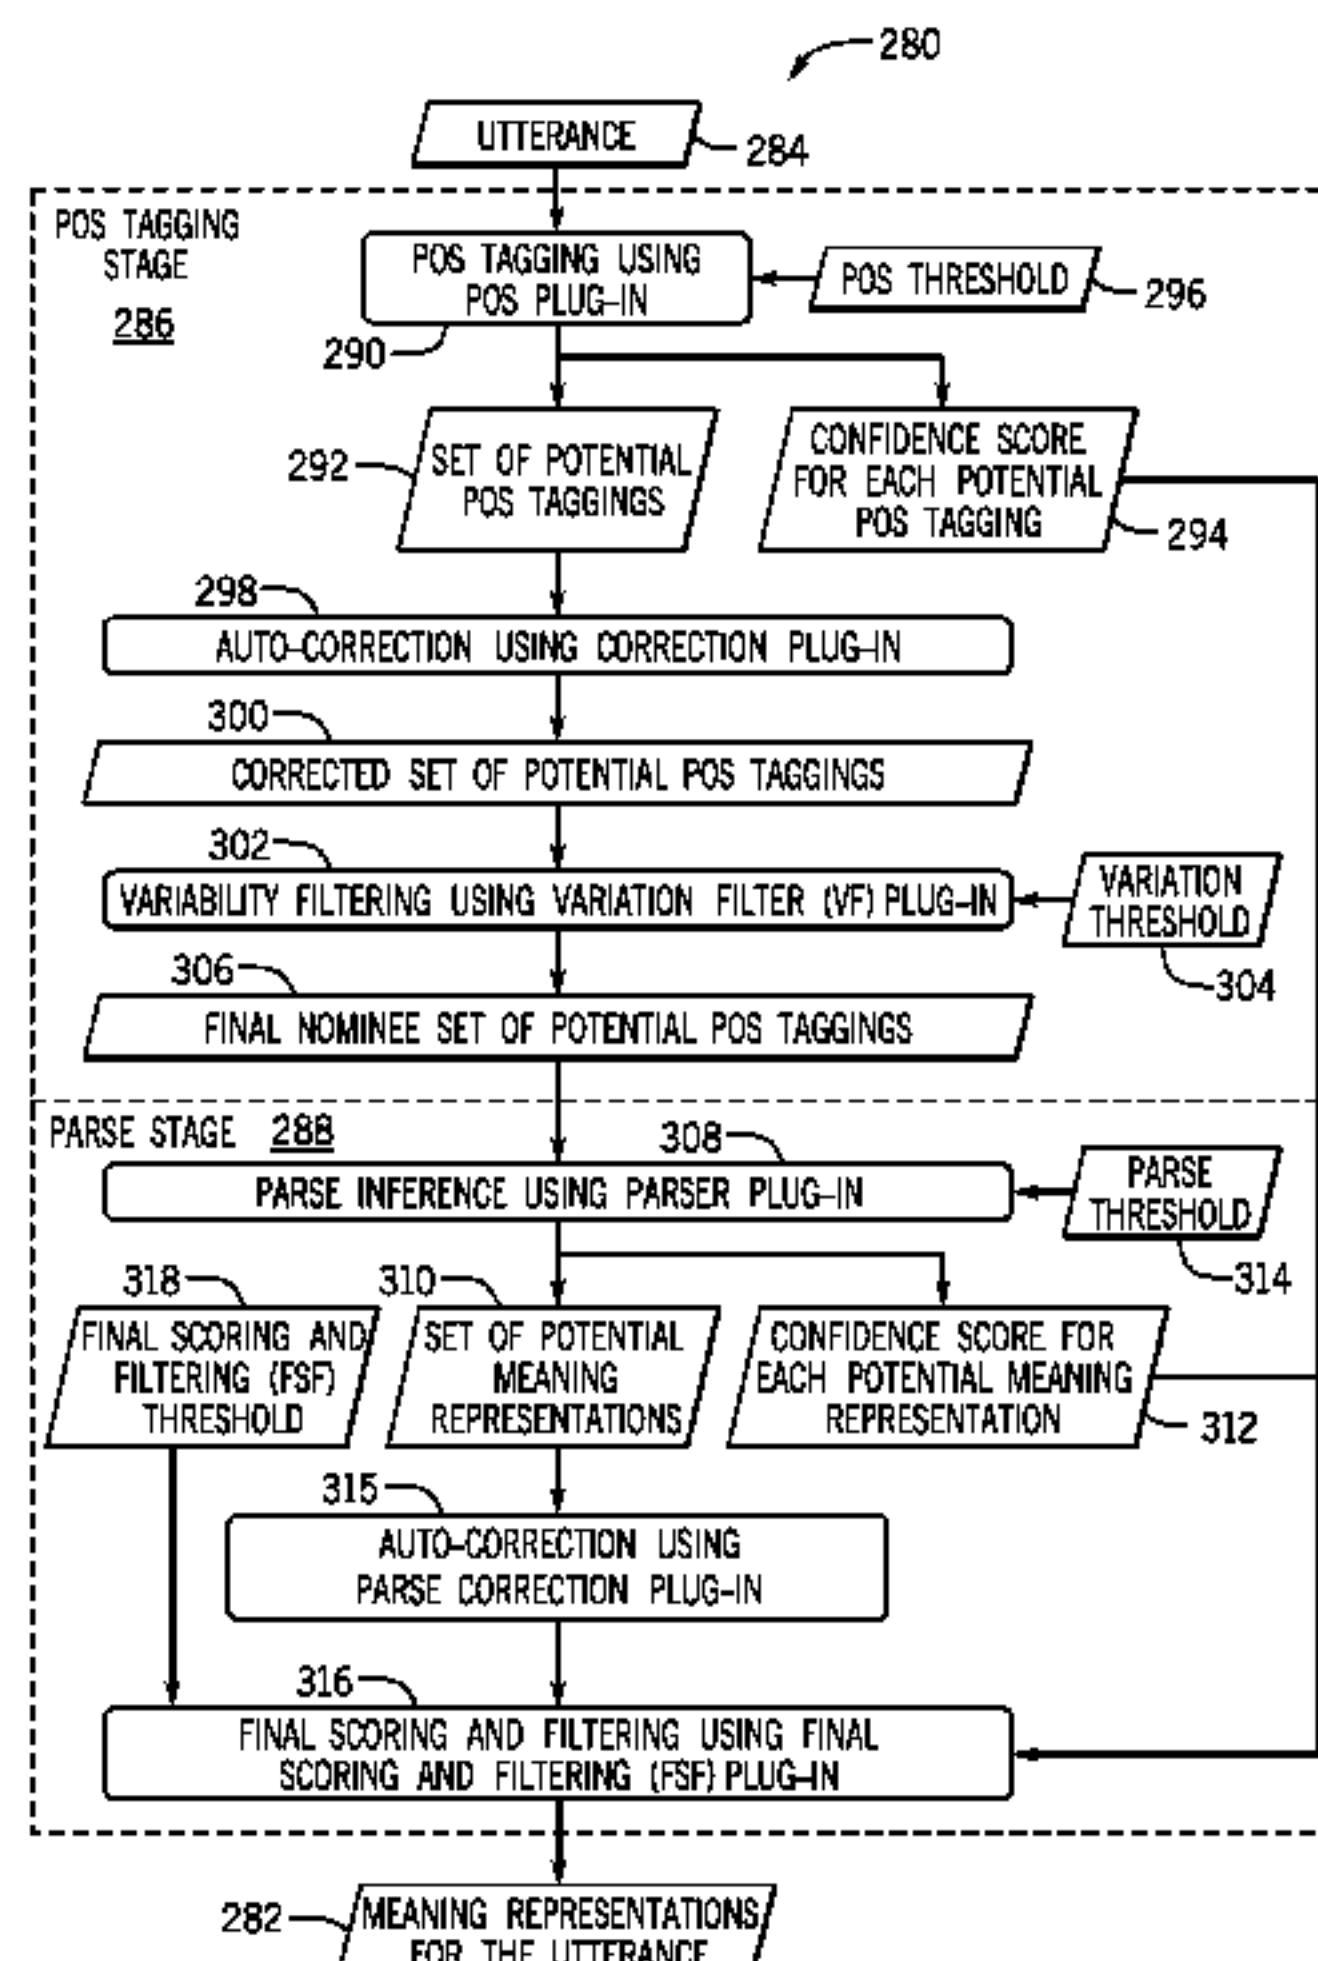 280
UTTERANCE
284
POS TAGGING
STAGE
286
POS TAGGING USING
POS PLUG-IN
290
POS THRESHOLD
296
292
SET OF POTENTIAL
POS TAGGINGS
CONFIDENCE SCORE
FOR EACH POTENTIAL
POS TAGGING
294
298
AUTO-CORRECTION USING CORRECTION PLUG-IN
300
CORRECTED SET OF POTENTIAL POS TAGGINGS
302
VARIABILITY FILTERING USING VARIATION FILTER (VF) PLUG-IN
VARIATION
THRESHOLD
304
306
FINAL NOMINEE SET OF POTENTIAL POS TAGGINGS
PARSE STAGE 288
308
PARSE INFERENCE USING PARSER PLUG-IN
PARSE
THRESHOLD
314
318
FINAL SCORING AND
FILTERING (FSF)
THRESHOLD
310
SET OF POTENTIAL
MEANING
REPRESENTATIONS
CONFIDENCE SCORE FOR
EACH POTENTIAL MEANING
REPRESENTATION
312
315
AUTO-CORRECTION USING
PARSE CORRECTION PLUG-IN
316
FINAL SCORING AND FILTERING USING FINAL
SCORING AND FILTERING (FSF) PLUG-IN
282
MEANING REPRESENTATIONS
FOR THE UTTERANCE